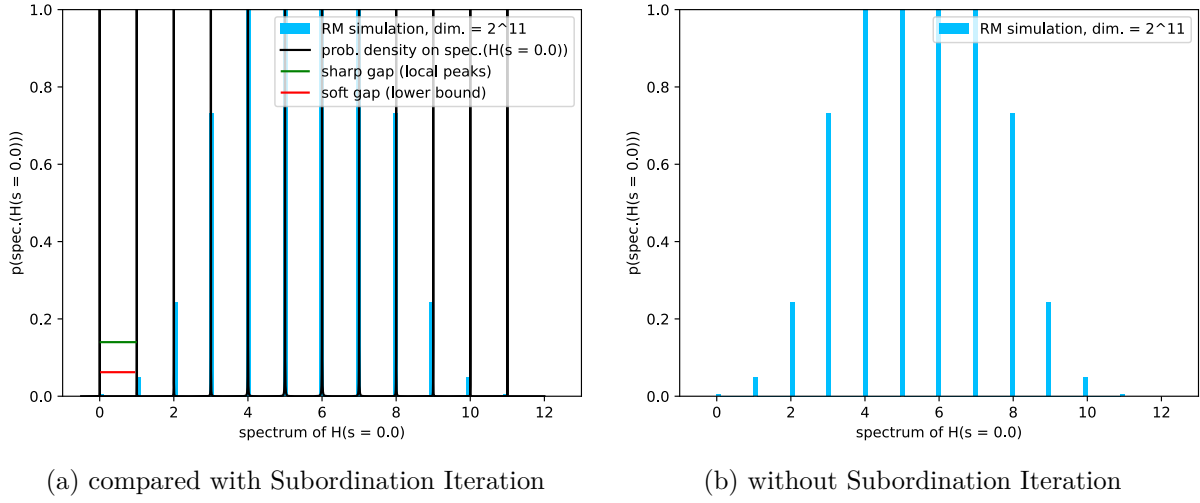 1.0
0.8
0.6
0.4
0.2
0.0
p(spec.(H(s = 0.0)))
0 2 4 6 8 10 12
spectrum of H(s = 0.0)
RM simulation, dim. = 2^11
prob. density on spec.(H(s = 0.0))
sharp gap (local peaks)
soft gap (lower bound)
(a) compared with Subordination Iteration
1.0
0.8
0.6
0.4
0.2
0.0
p(spec.(H(s = 0.0)))
0 2 4 6 8 10 12
spectrum of H(s = 0.0)
RM simulation, dim. = 2^11
(b) without Subordination Iteration